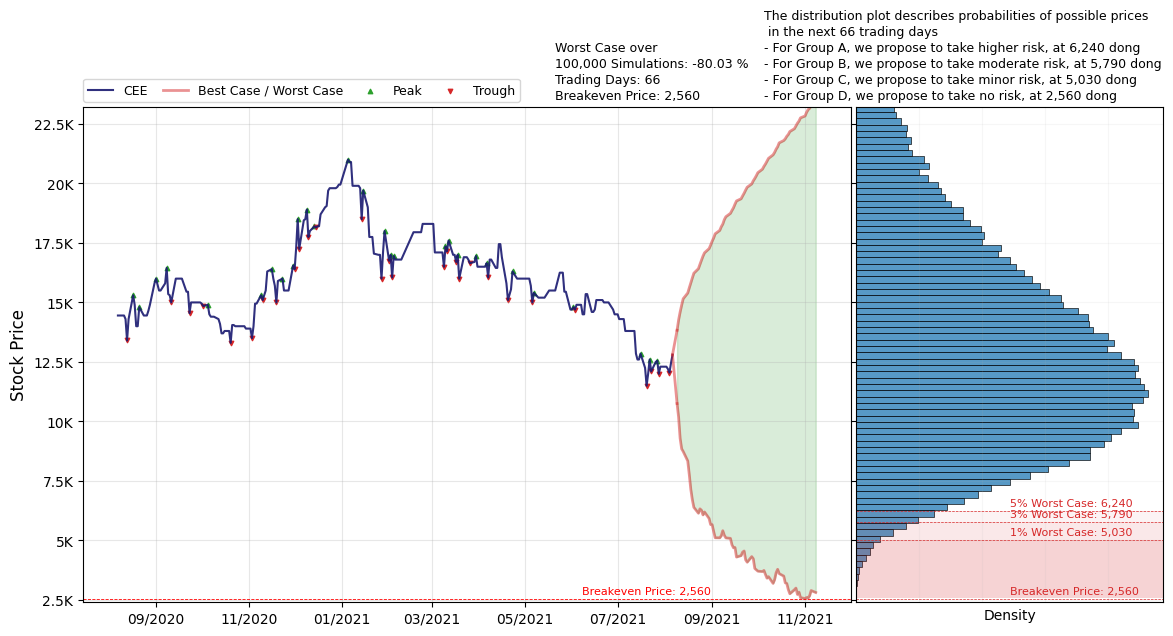 The distribution plot describes probabilities of possible prices
in the next 66 trading days
- For Group A, we propose to take higher risk, at 6,240 dong
- For Group B, we propose to take moderate risk, at 5,790 dong
- For Group C, we propose to take minor risk, at 5,030 dong
- For Group D, we propose to take no risk, at 2,560 dong
Worst Case over
100,000 Simulations: -80.03 %
Trading Days: 66
Breakeven Price: 2,560
CEE
Best Case / Worst Case
Peak
Trough
Stock Price
22.5K
20K
17.5K
15K
12.5K
10K
7.5K
5K
2.5K
09/2020
11/2020
01/2021
03/2021
05/2021
07/2021
09/2021
11/2021
Breakeven Price: 2,560
5% Worst Case: 6,240
3% Worst Case: 5,790
1% Worst Case: 5,030
Breakeven Price: 2,560
Density